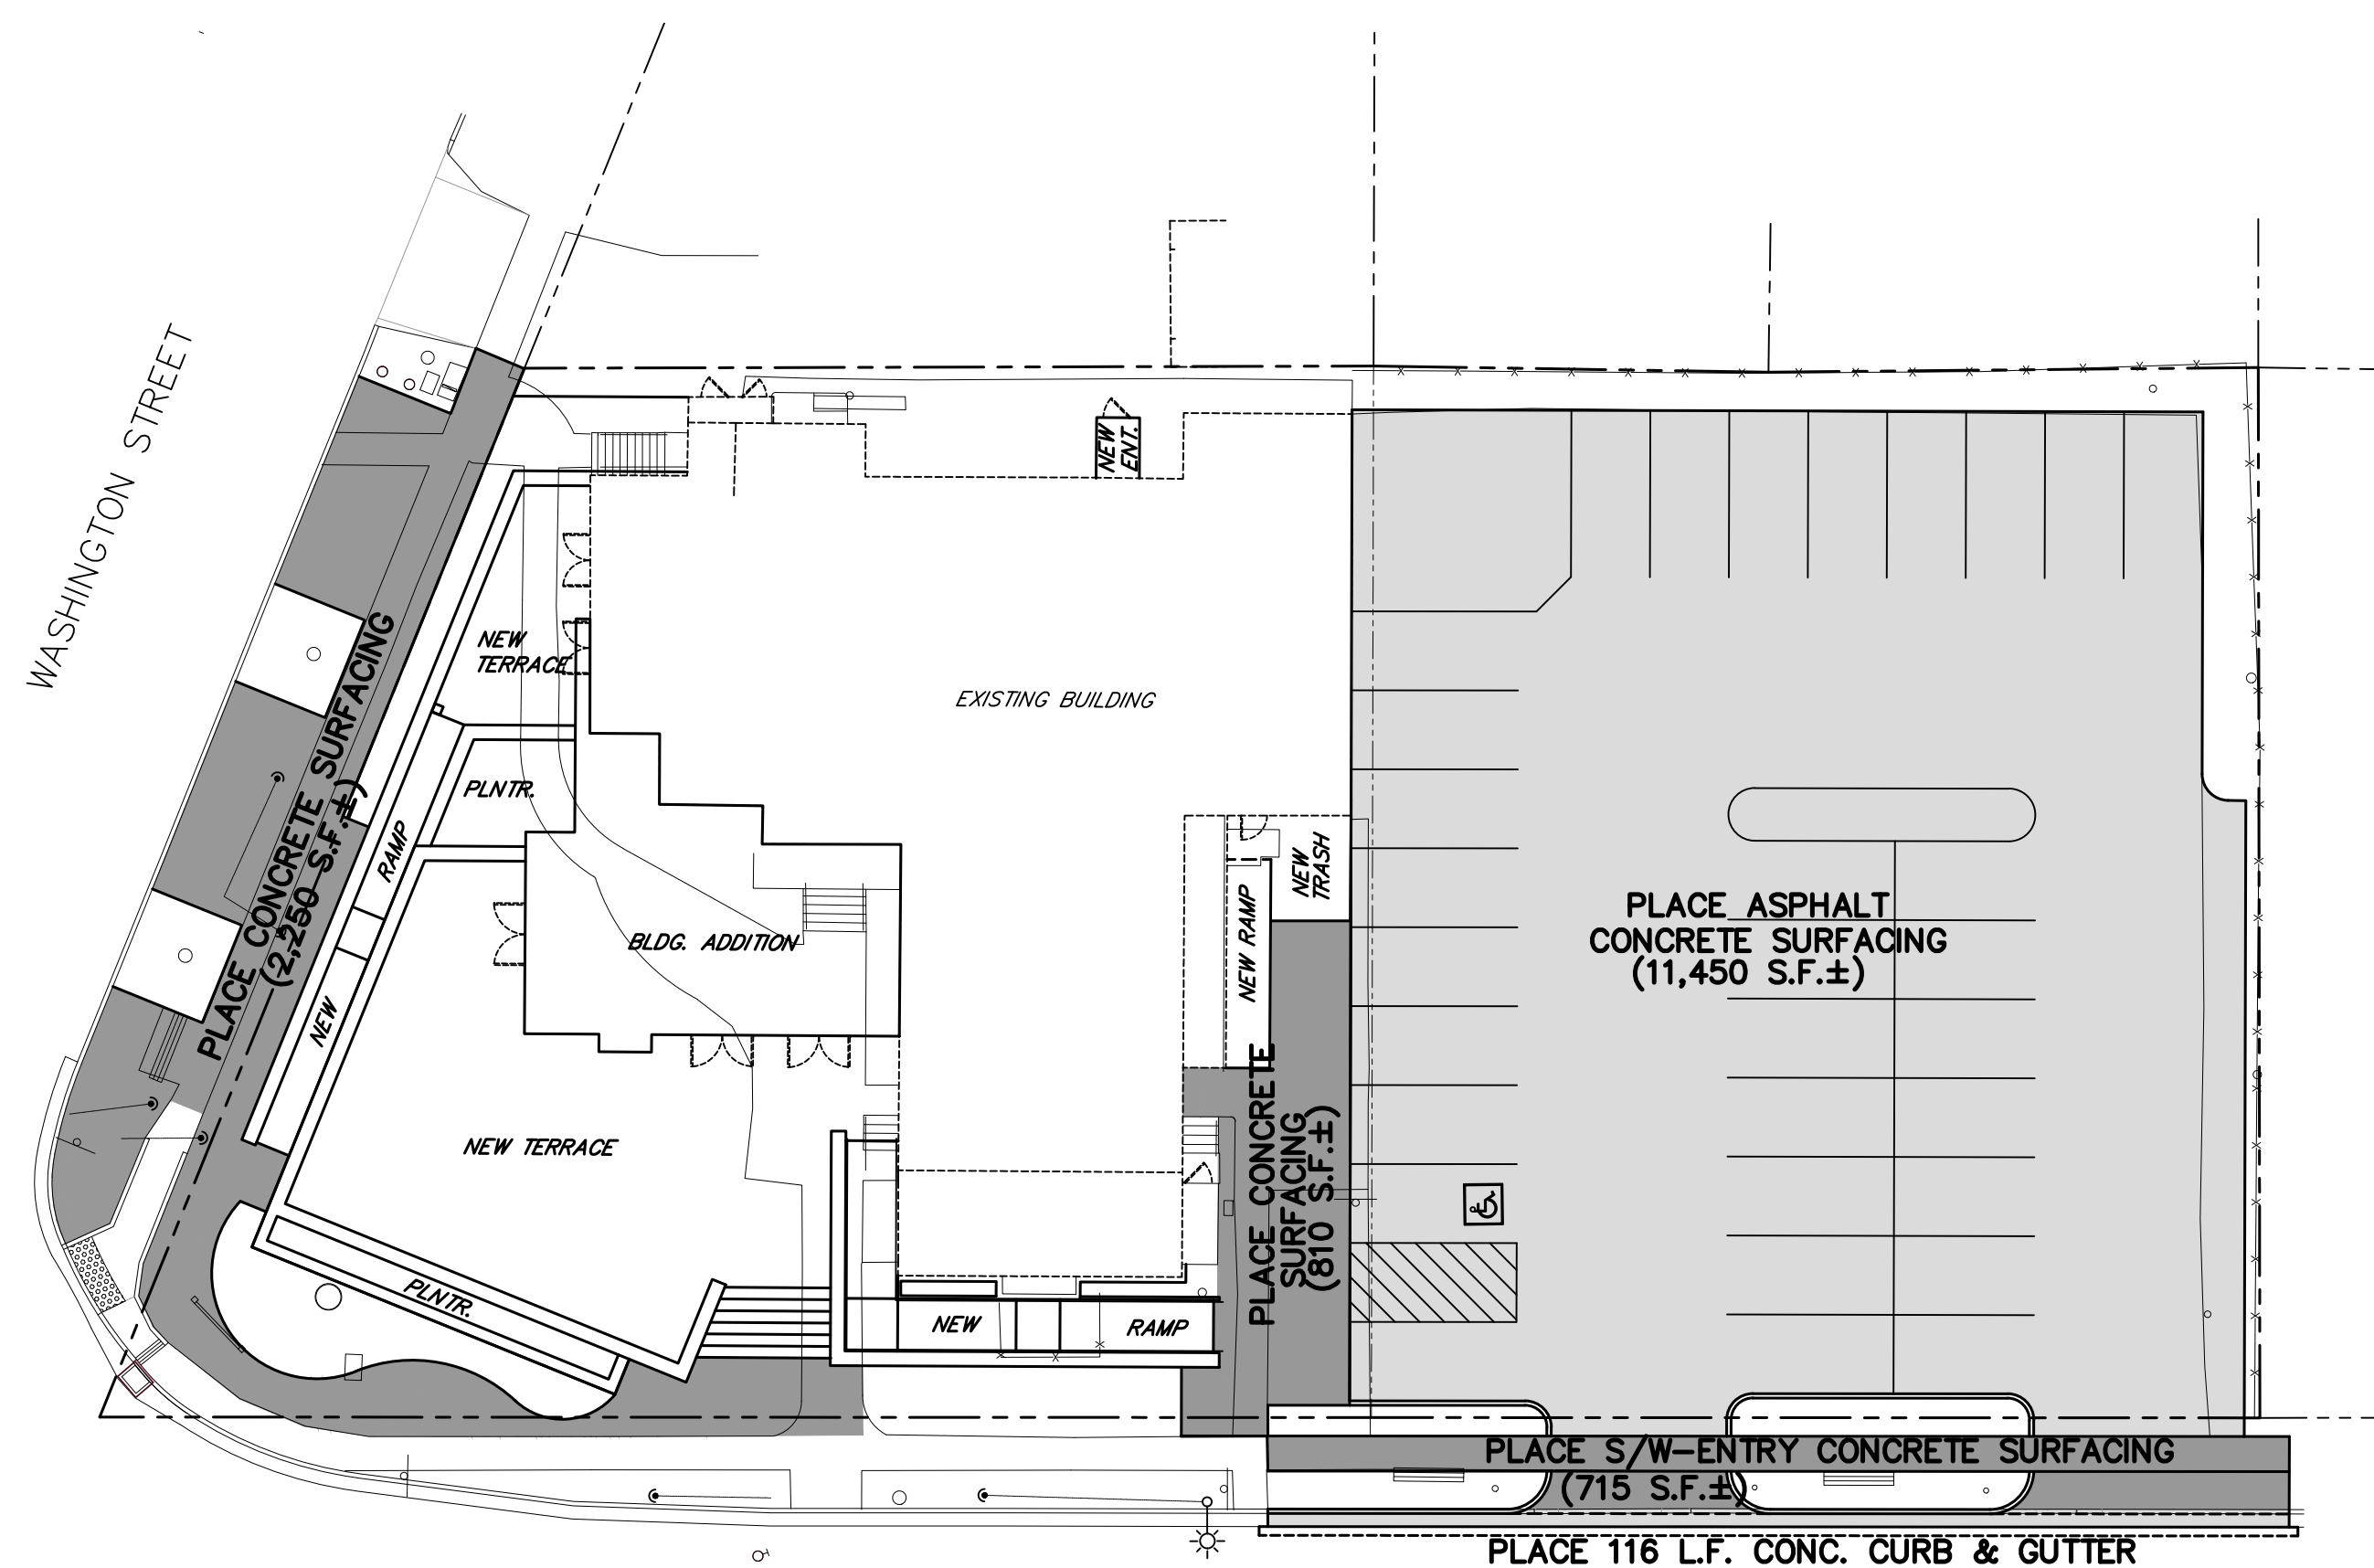 WASHINGTON STREET
NEW
ENT.
PLACE CONCRETE SURFACING
(2,250 S.F.±)
NEW
TERRACE
EXISTING BUILDING
PLNTR.
NEW RAMP
BLDG. ADDITION
NEW
TRASH
NEW RAMP
PLACE ASPHALT
CONCRETE SURFACING
(11,450 S.F.±)
NEW TERRACE
PLACE CONCRETE
SURFACING
(810 S.F.±)
PLNTR.
NEW RAMP
PLACE S/W-ENTRY CONCRETE SURFACING
(715 S.F.±)
PLACE 116 L.F. CONC. CURB & GUTTER